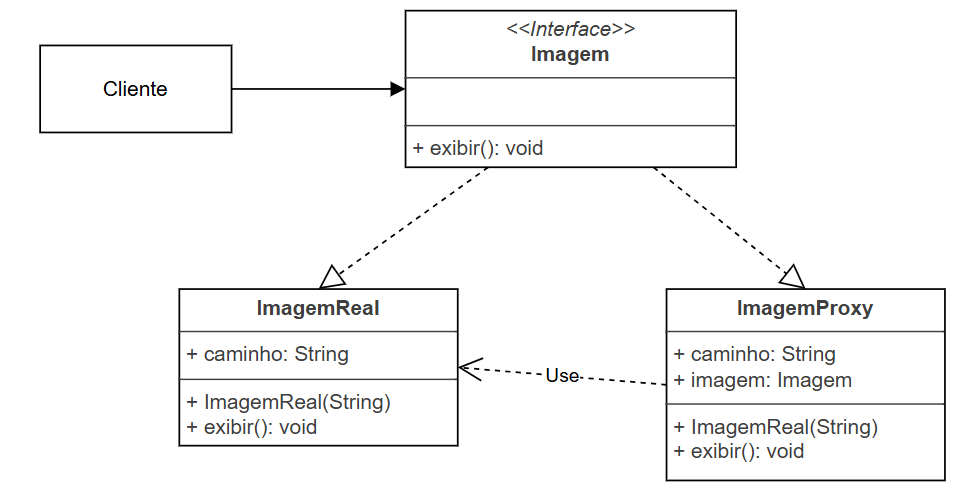 <<Interface>>
Imagem
Cliente
+ exibir(): void
ImagemReal
+ caminho: String
+ ImagemReal(String)
+ exibir(): void
Use
ImagemProxy
+ caminho: String
+ imagem: Imagem
+ ImagemReal(String)
+ exibir(): void